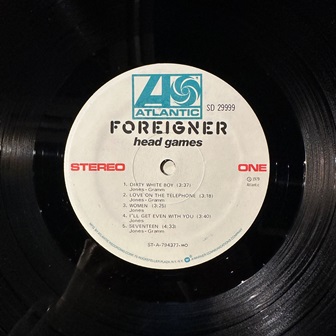 ATLANTIC
SD 29999
FOREIGNER
head games
STEREO
ONE
1. DIRTY WHITE BOY (3:37)
Jones - Gramm
2. LOVE ON THE TELEPHONE (3:18)
Jones - Gramm
3. WOMEN (3:25)
Jones
4. I'LL GET EVEN WITH YOU (3:40)
Jones
5. SEVENTEEN (4:33)
Jones - Gramm
ST-A-794373-MO